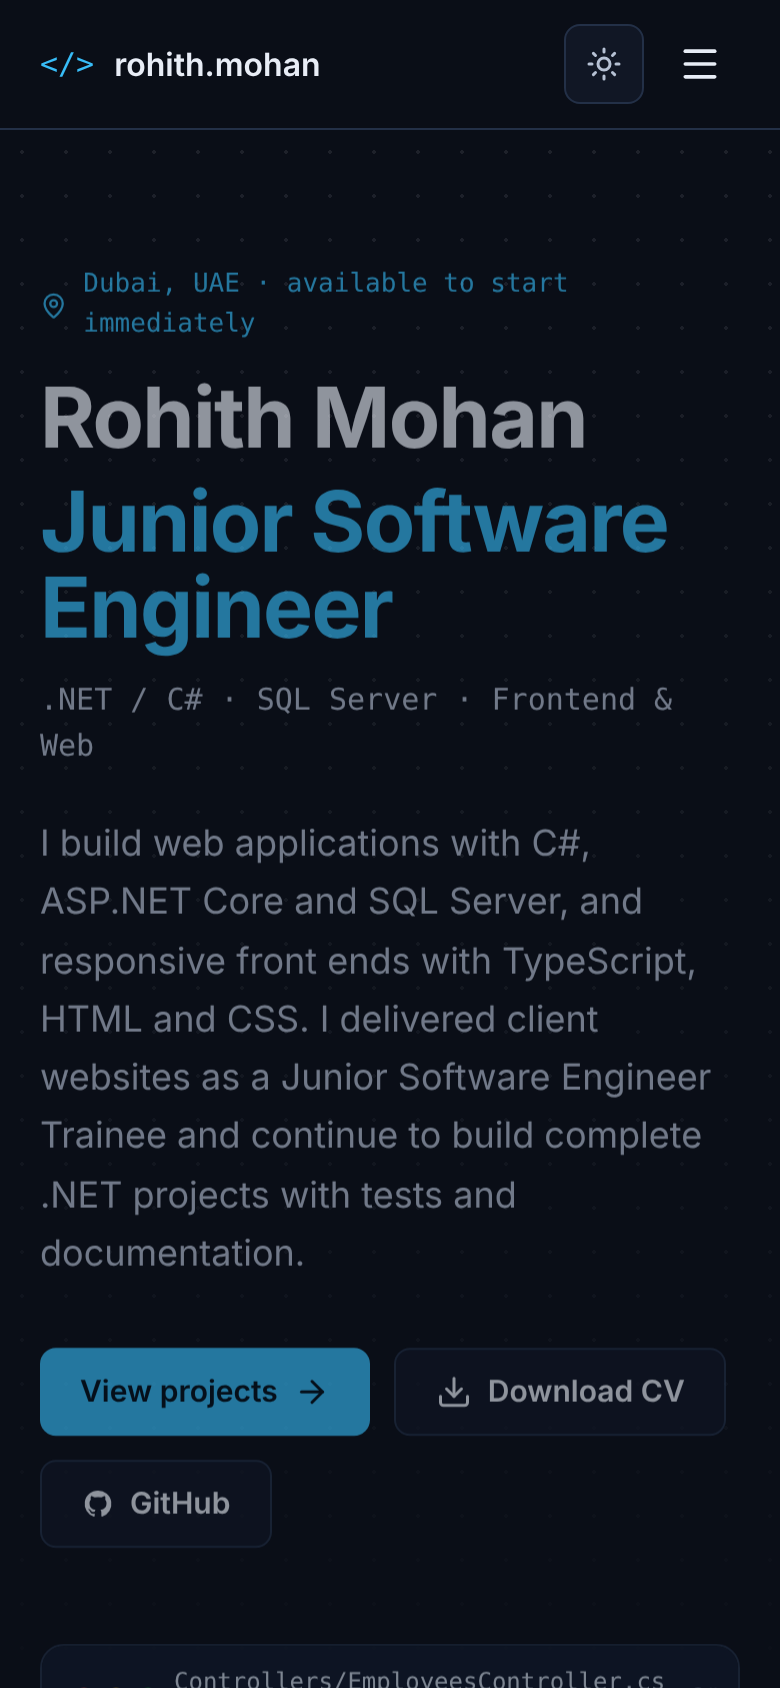 </> rohith.mohan
Dubai, UAE · available to start
immediately
Rohith Mohan
Junior Software
Engineer
.NET / C# · SQL Server · Frontend &
Web
I build web applications with C#,
ASP.NET Core and SQL Server, and
responsive front ends with TypeScript,
HTML and CSS. I delivered client
websites as a Junior Software Engineer
Trainee and continue to build complete
.NET projects with tests and
documentation.
View projects →
Download CV
GitHub
Controllers/EmployeesController.cs